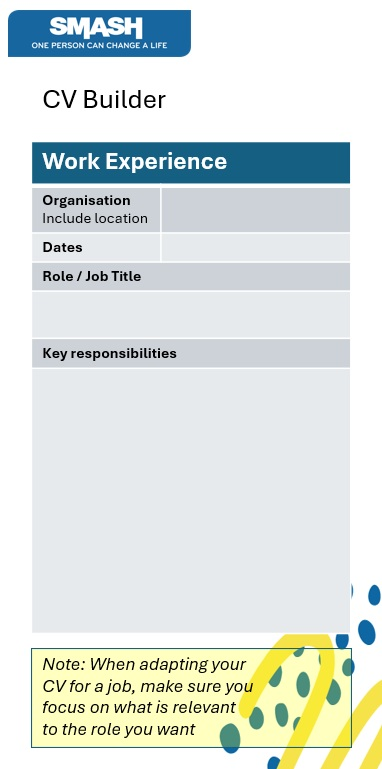 SMASH
ONE PERSON CAN CHANGE A LIFE
CV Builder
Work Experience
Organisation
Include location
Dates
Role / Job Title
Key responsibilities
Note: When adapting your
CV for a job, make sure you
focus on what is relevant
to the role you want